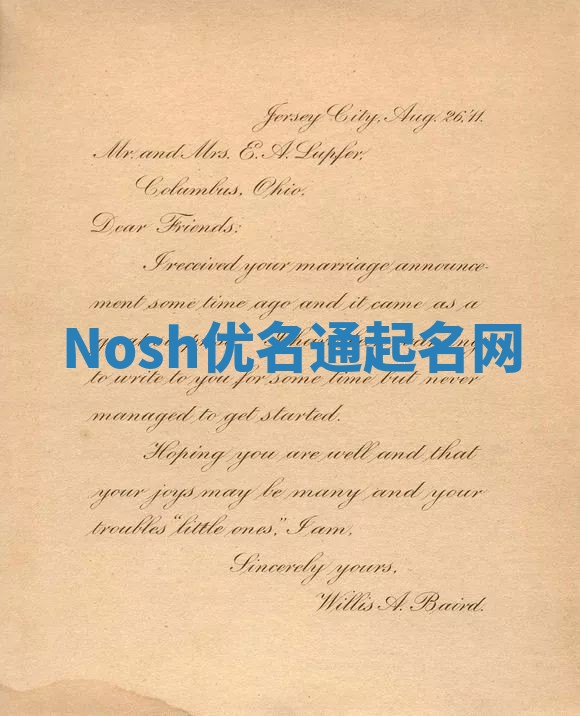 Jersey City, Aug. 26, '11.
Mr. and Mrs. E. A. Lupfer,
Columbus, Ohio.
Dear Friends:
I received your marriage announce-
ment some time ago and it came as a
Nosh优名通起名网
to write to you for some time but never
managed to get started.
Hoping you are well and that
your joys may be many and your
troubles "little ones," I am,
Sincerely yours,
Willis A. Baird.